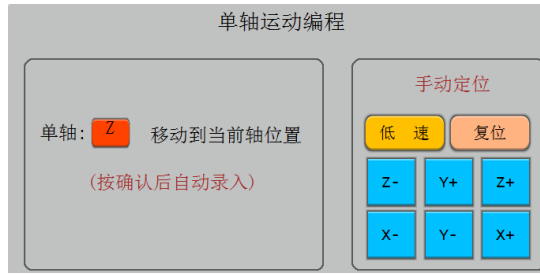 单轴运动编程
单轴: Z 移动到当前轴位置
(按确认后自动录入)
手动定位
低 速 复位
Z- Y+ Z+
X- Y- X+